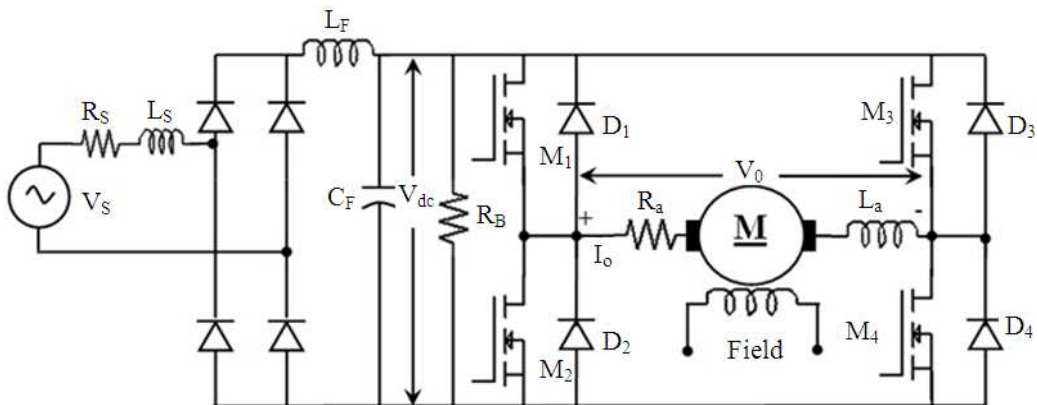 L_F
R_S
L_S
V_S
C_F
V_dc
R_B
M_1
D_1
M_3
D_3
V_0
+
R_a
M
L_a
-
I_o
M_2
D_2
Field
M_4
D_4